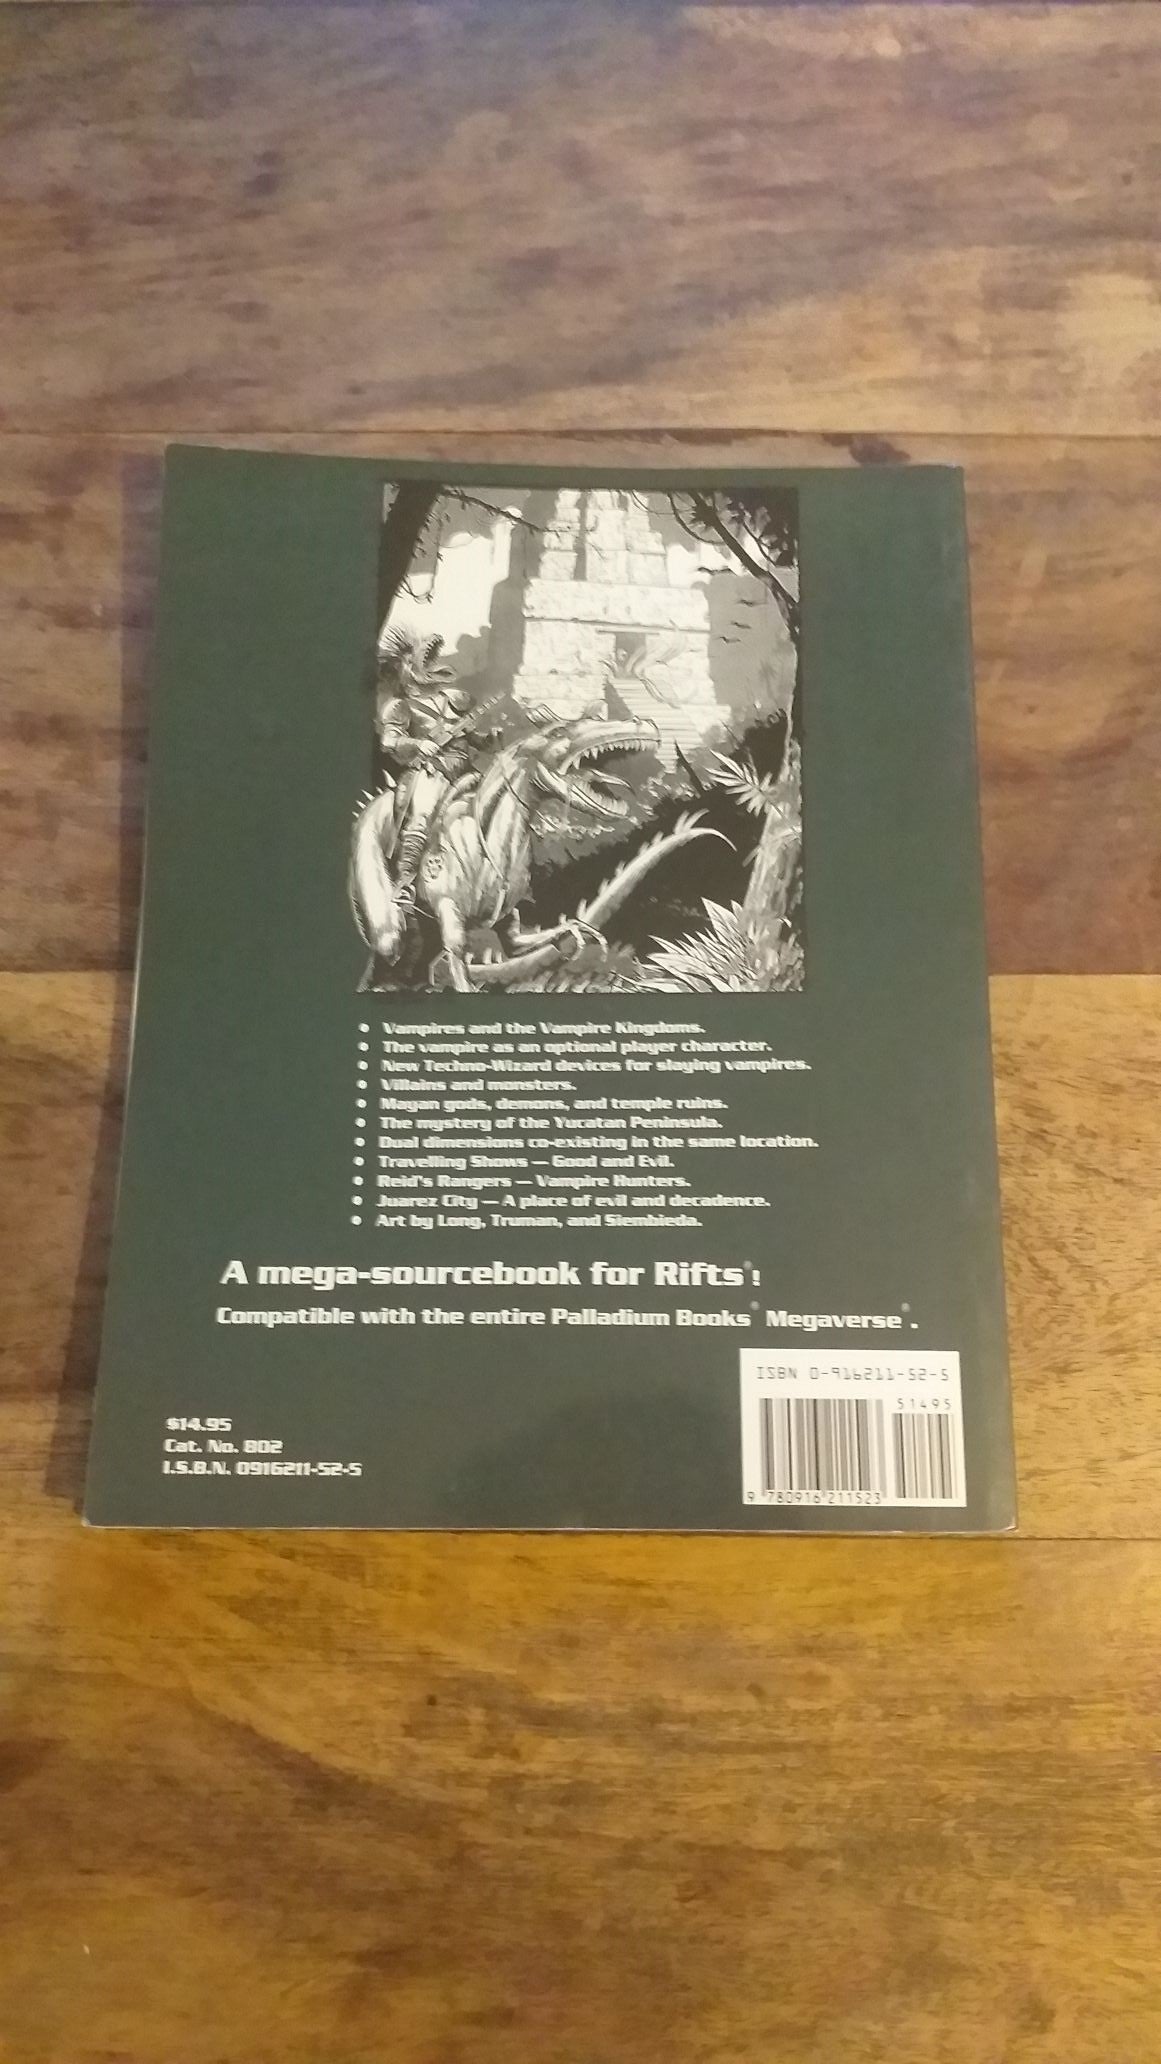 • Vampires and the Vampire Kingdoms.
• The vampire as an optional player character.
• New Techno-Wizard devices for slaying vampires.
• Villains and monsters.
• Mayan gods, demons, and temple ruins.
• The mystery of the Yucatan Peninsula.
• Dual dimensions co-existing in the same location.
• Travelling Shows — Good and Evil.
• Reid's Rangers — Vampire Hunters.
• Juarez City — A place of evil and decadence.
• Art by Long, Truman, and Siembieda.
A mega-sourcebook for Rifts®!
Compatible with the entire Palladium Books® Megaverse®.
$14.95
Cat. No. 802
I.S.B.N. 0916211-52-5
ISBN 0-916211-52-5
51495
9 780916 211523